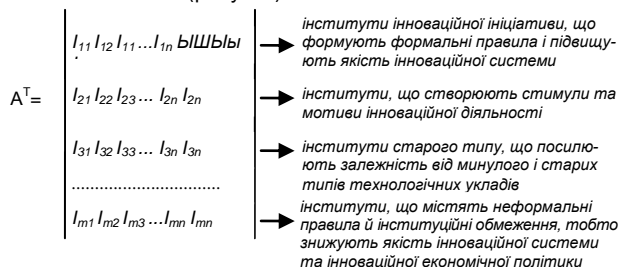 інститути інноваційної ініціативи, що
формують формальні правила і підвищу-
ють якість інноваційної системи
I11 I12 I11 ...I1n ЫШЫы
.
Aᵀ=
I21 I22 I23... I2n I2n
інститути, що створюють стимули та
мотиви інноваційної діяльності
I31 I32 I33... I3n I3n
інститути старого типу, що посилю-
ють залежність від минулого і старих
типів технологічних укладів
................................
Im1 Im2 Im3 ...Imn Imn
інститути, що містять неформальні
правила й інституційні обмеження, тобто
знижують якість інноваційної системи
та інноваційної економічної політики